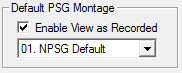 Default PSG Montage
Enable View as Recorded
01. NPSG Default